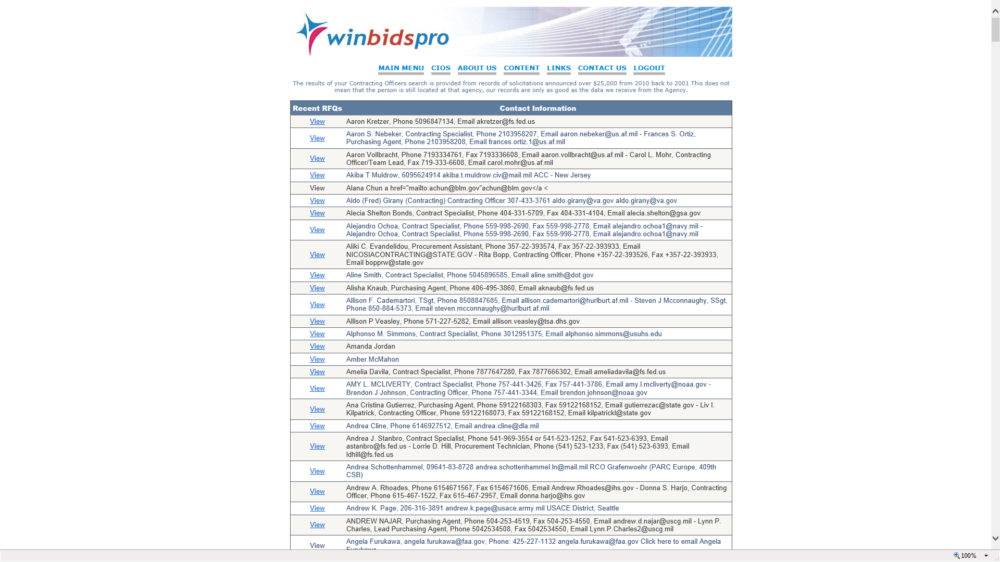 winbidspro
MAIN MENU CIOS ABOUT US CONTENT LINKS CONTACT US LOGOUT
The results of your Contracting Officers search is provided from records of solicitations announced over $25,000 from 2010 back to 2001 This does not
mean that the person is still located at that agency, our records are only as good as the data we receive from the Agency.
Recent RFQs Contact Information
View Aaron Kretzer, Phone 5096847134, Email akretzer@fs.fed.us
View Aaron S. Nebeker, Contracting Specialist, Phone 2103958207, Email aaron.nebeker@us.af.mil - Frances S. Ortiz,
Purchasing Agent, Phone 2103958208, Email frances.ortiz.1@us.af.mil
View Aaron Vollbracht, Phone 7193334761, Fax 7193336608, Email aaron.vollbracht@us.af.mil - Carol L. Mohr, Contracting
Officer/Team Lead, Fax 719-333-6608, Email carol.mohr@us.af.mil
View Akiba T Muldrow, 6095624914 akiba.t.muldrow.civ@mail.mil ACC - New Jersey
View Alana Chun a href="mailto:achun@blm.gov"achun@blm.gov</a <
View Aldo (Fred) Girany (Contracting) Contracting Officer 307-433-3761 aldo.girany@va.gov aldo.girany@va.gov
View Alecia Shelton Bonds, Contract Specialist, Phone 404-331-5709, Fax 404-331-4104, Email alecia.shelton@gsa.gov
View Alejandro Ochoa, Contract Specialist, Phone 559-998-2690, Fax 559-998-2778, Email alejandro.ochoa1@navy.mil -
Alejandro Ochoa, Contract Specialist, Phone 559-998-2690, Fax 559-998-2778, Email alejandro.ochoa1@navy.mil
View Aliki C. Evandelidou, Procurement Assistant, Phone 357-22-393574, Fax 357-22-393933, Email
NICOSIACONTRACTING@STATE.GOV - Rita Bopp, Contracting Officer, Phone +357-22-393526, Fax +357-22-393933,
Email bopprw@state.gov
View Aline Smith, Contract Specialist, Phone 5045896585, Email aline.smith@dot.gov
View Alisha Knaub, Purchasing Agent, Phone 406-495-3860, Email aknaub@fs.fed.us
View Allison F. Cademartori, TSgt, Phone 8508847685, Email allison.cademartori@hurlburt.af.mil - Steven J Mcconnaughy, SSgt,
Phone 850-884-5373, Email steven.mcconnaughy@hurlburt.af.mil
View Allison P Veasley, Phone 571-227-5282, Email allison.veasley@tsa.dhs.gov
View Alphonso M. Simmons, Contract Specialist, Phone 3012951375, Email alphonso.simmons@usuhs.edu
View Amanda Jordan
View Amber McMahon
View Amelia Davila, Contract Specialist, Phone 7877647280, Fax 7877666302, Email ameliadavila@fs.fed.us
View AMY L. MCLIVERTY, Contract Specialist, Phone 757-441-3426, Fax 757-441-3786, Email amy.l.mcliverty@noaa.gov -
Brendon J Johnson, Contracting Officer, Phone 757-441-3344, Email brendon.johnson@noaa.gov
View Ana Cristina Gutierrez, Purchasing Agent, Phone 59122168303, Fax 59122168152, Email gutierrezac@state.gov - Liv I.
Kilpatrick, Contracting Officer, Phone 59122168073, Fax 59122168152, Email kilpatrickl@state.gov
View Andrea Cline, Phone 6146927512, Email andrea.cline@dla.mil
View Andrea J. Stanbro, Contract Specialist, Phone 541-969-3554 or 541-523-1252, Fax 541-523-6393, Email
astanbro@fs.fed.us - Lorrie D. Hill, Procurement Technician, Phone (541) 523-1233, Fax (541) 523-6393, Email
ldhill@fs.fed.us
View Andrea Schottenhammel, 09641-83-8728 andrea.schottenhammel.ln@mail.mil RCO Grafenwoehr (PARC Europe, 409th
CSB)
View Andrew A. Rhoades, Phone 6154671567, Fax 6154671606, Email Andrew.Rhoades@ihs.gov - Donna S. Harjo, Contracting
Officer, Phone 615-467-1522, Fax 615-467-2957, Email donna.harjo@ihs.gov
View Andrew K. Page, 206-316-3891 andrew.k.page@usace.army.mil USACE District, Seattle
View ANDREW NAJAR, Purchasing Agent, Phone 504-253-4519, Fax 504-253-4550, Email andrew.d.najar@uscg.mil - Lynn P.
Charles, Lead Purchasing Agent, Phone 5042534508, Fax 5042534550, Email Lynn.P.Charles2@uscg.mil
View Angela Furukawa, angela.furukawa@faa.gov, Phone: 425-227-1132 angela.furukawa@faa.gov Click here to email Angela
Furukawa
100%